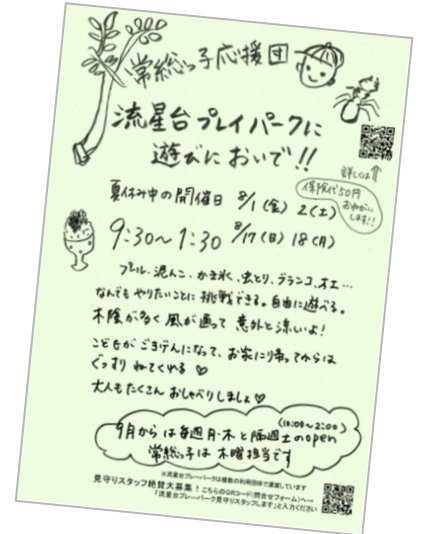 常総っ子応援団
流星台プレイパークに
遊びにおいで!!
詳しくは⇑
保険代50円
おねがい
します!!
夏休み中の開催日 8/1(金) 2(土)
9:30~1:30 8/17(日) 18(月)
プール、泥んこ、かき氷、虫とり、ブランコ、木工…
なんでもやりたいことに挑戦できる。自由に遊べる。
木陰が多く風が通って意外と涼しいよ!
こどもがごきげんになって、お家に帰ってからは
ぐっすりねてくれる♡
大人もたくさんおしゃべりしましょ♡
(10:00~2:00)
9月からは毎週月・木と隔週土のopen
常総っ子は木曜担当です
※流星台プレーパークは複数の利用団体で運営しています
見守りスタッフ絶賛大募集!こちらのQRコード(問合せフォーム)へ→
「流星台プレーパーク見守りスタッフします」と入力ください